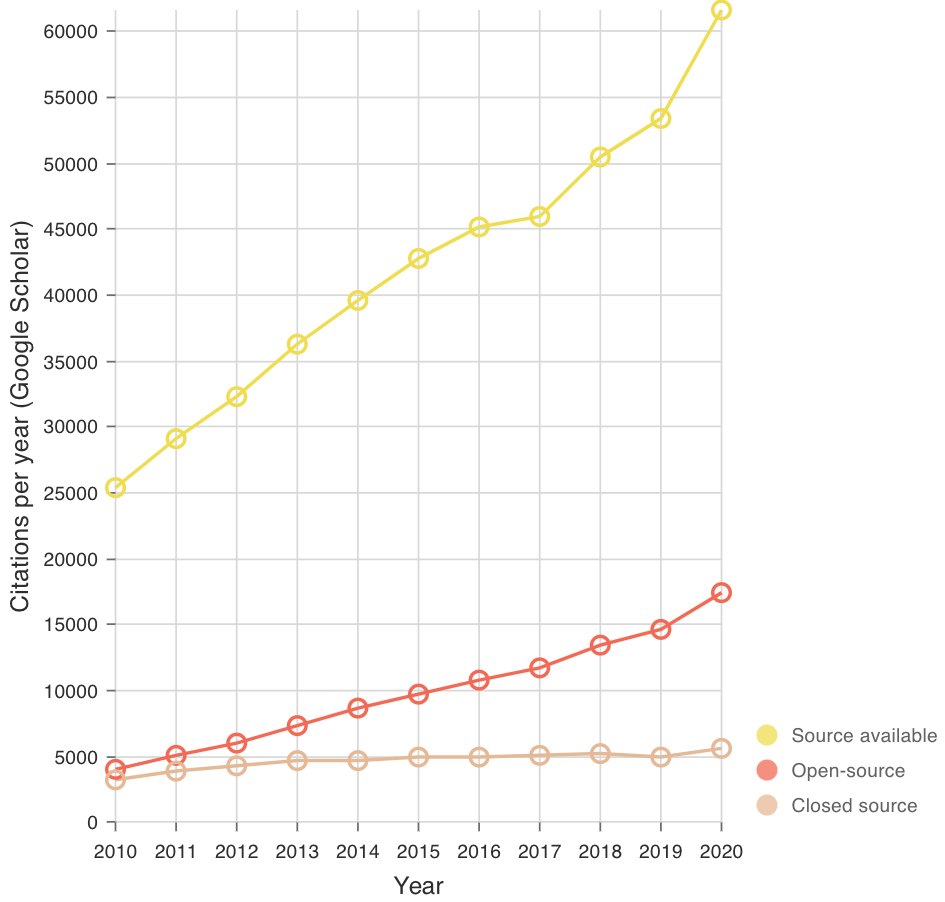 Citations per year (Google Scholar)
60000
55000
50000
45000
40000
35000
30000
25000
20000
15000
10000
5000
0
2010 2011 2012 2013 2014 2015 2016 2017 2018 2019 2020
Year
Source available
Open-source
Closed source